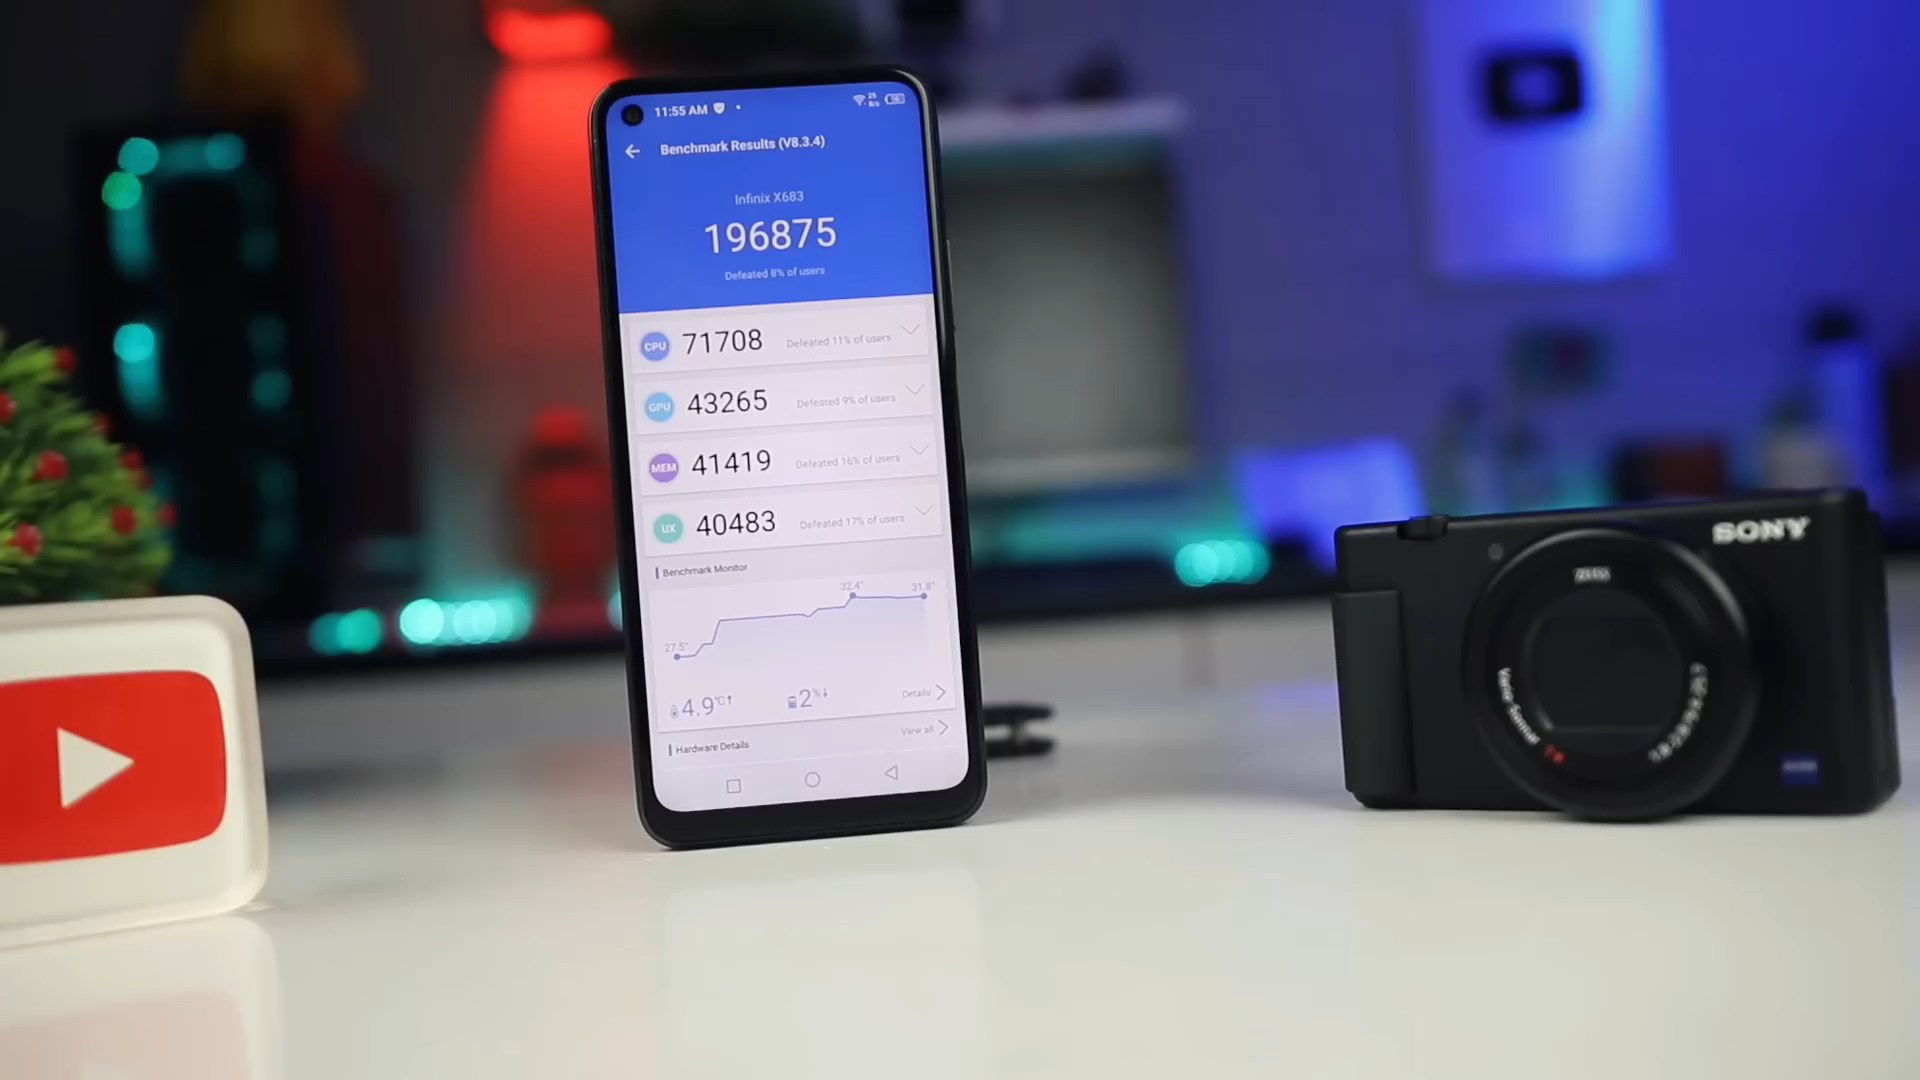 11:55 AM
Benchmark Results (V8.3.4)
Infinix X683
196875
Defeated 8% of users
CPU 71708 Defeated 11% of users
GPU 43265 Defeated 9% of users
MEM 41419 Defeated 16% of users
UX 40483 Defeated 17% of users
Benchmark Monitor
27.5° 32.4° 31.8°
4.9°C↑ 2%↓ Details
Hardware Details View all
SONY
ZEISS
Vario-Sonnar T*